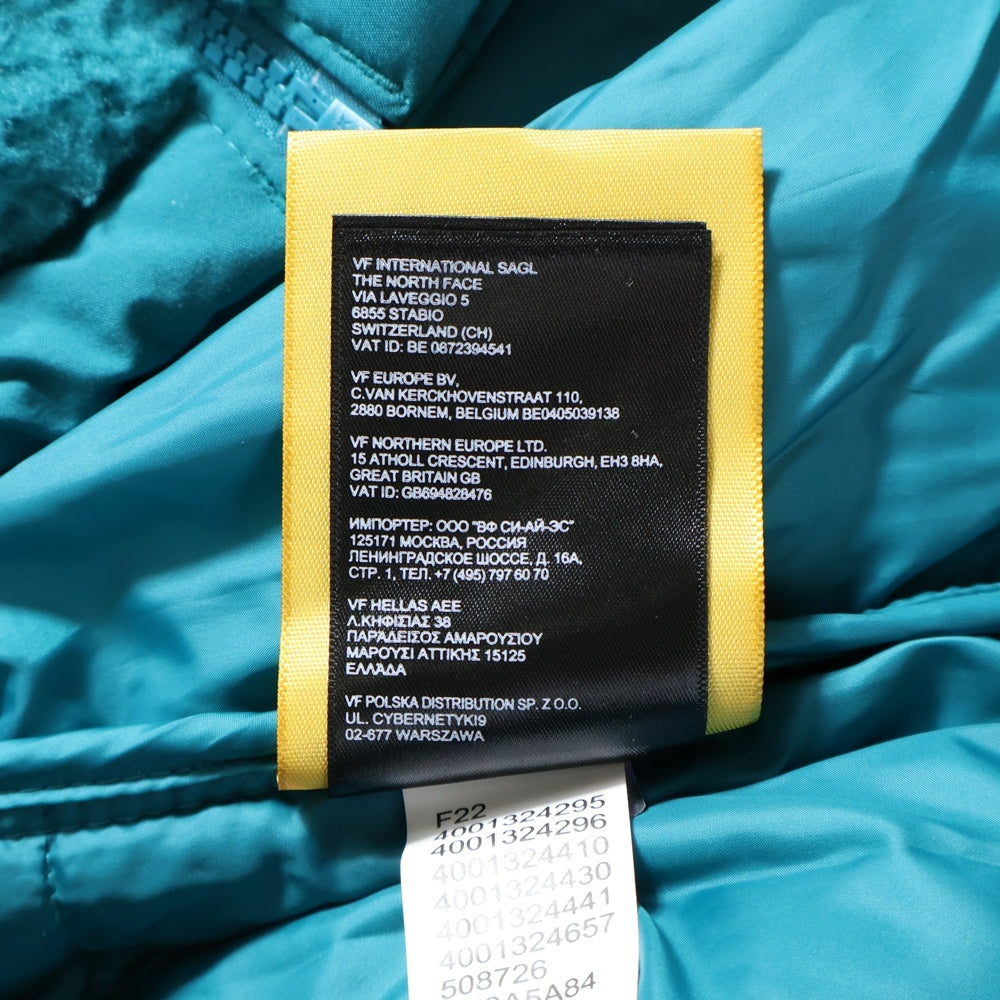 VF INTERNATIONAL SAGL
THE NORTH FACE
VIA LAVEGGIO 5
6855 STABIO
SWITZERLAND (CH)
VAT ID: BE 0872394541
VF EUROPE BV,
C.VAN KERCKHOVENSTRAAT 110,
2880 BORNEM, BELGIUM BE0405039138
VF NORTHERN EUROPE LTD.
15 ATHOLL CRESCENT, EDINBURGH, EH3 8HA,
GREAT BRITAIN GB
VAT ID: GB694828476
ИМПОРТЕР: ООО "ВФ СИ-АЙ-ЭС"
125171 МОСКВА, РОССИЯ
ЛЕНИНГРАДСКОЕ ШОССЕ, Д. 16А,
СТР. 1, ТЕЛ. +7 (495) 797 60 70
VF HELLAS AEE
Λ.ΚΗΦΙΣΙΑΣ 38
ΠΑΡΆΔΕΙΣΟΣ ΑΜΑΡΟΥΣΙΟΥ
ΜΑΡΟΥΣΙ ΑΤΤΙΚΗΣ 15125
ΕΛΛΆΔΑ
VF POLSKA DISTRIBUTION SP. Z O.O.
UL. CYBERNETYKI9
02-677 WARSZAWA
F22
4001324295
4001324296
4001324410
4001324430
4001324441
4001324657
508726